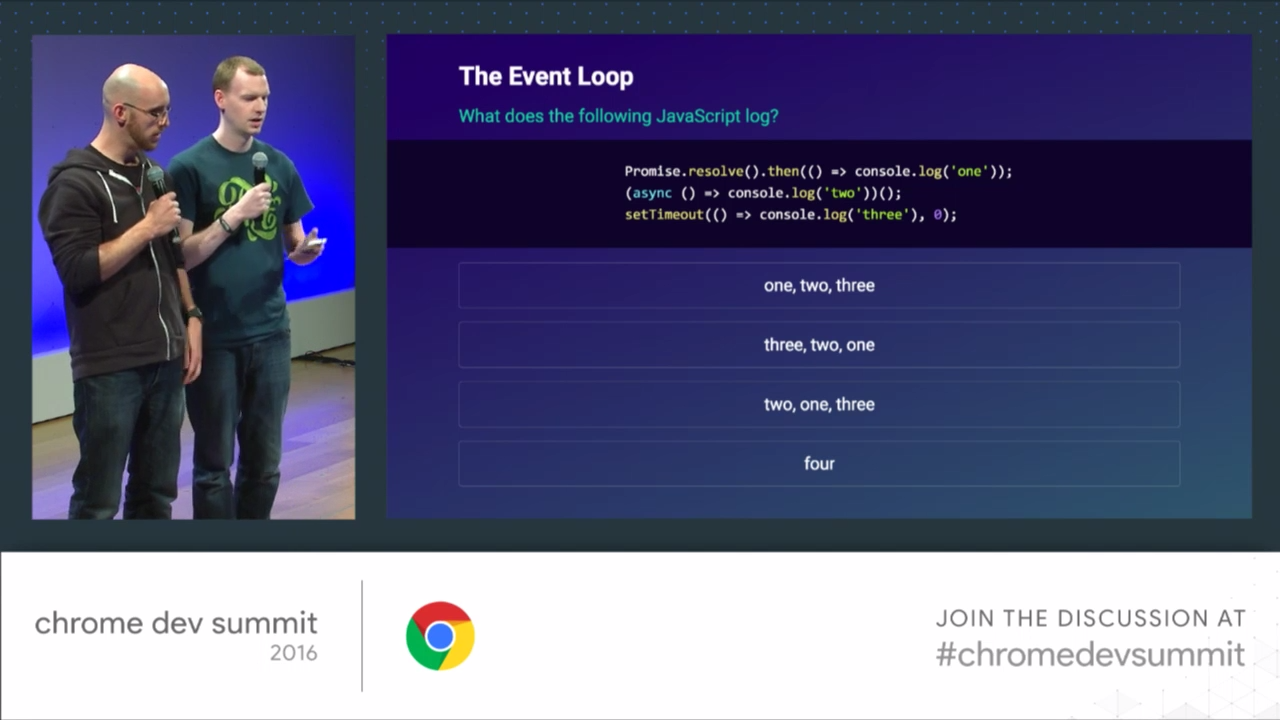 The Event Loop
What does the following JavaScript log?
Promise.resolve().then(() => console.log('one'));
(async () => console.log('two'))();
setTimeout(() => console.log('three'), 0);
one, two, three
three, two, one
two, one, three
four
chrome dev summit
2016
JOIN THE DISCUSSION AT
#chromedevsummit